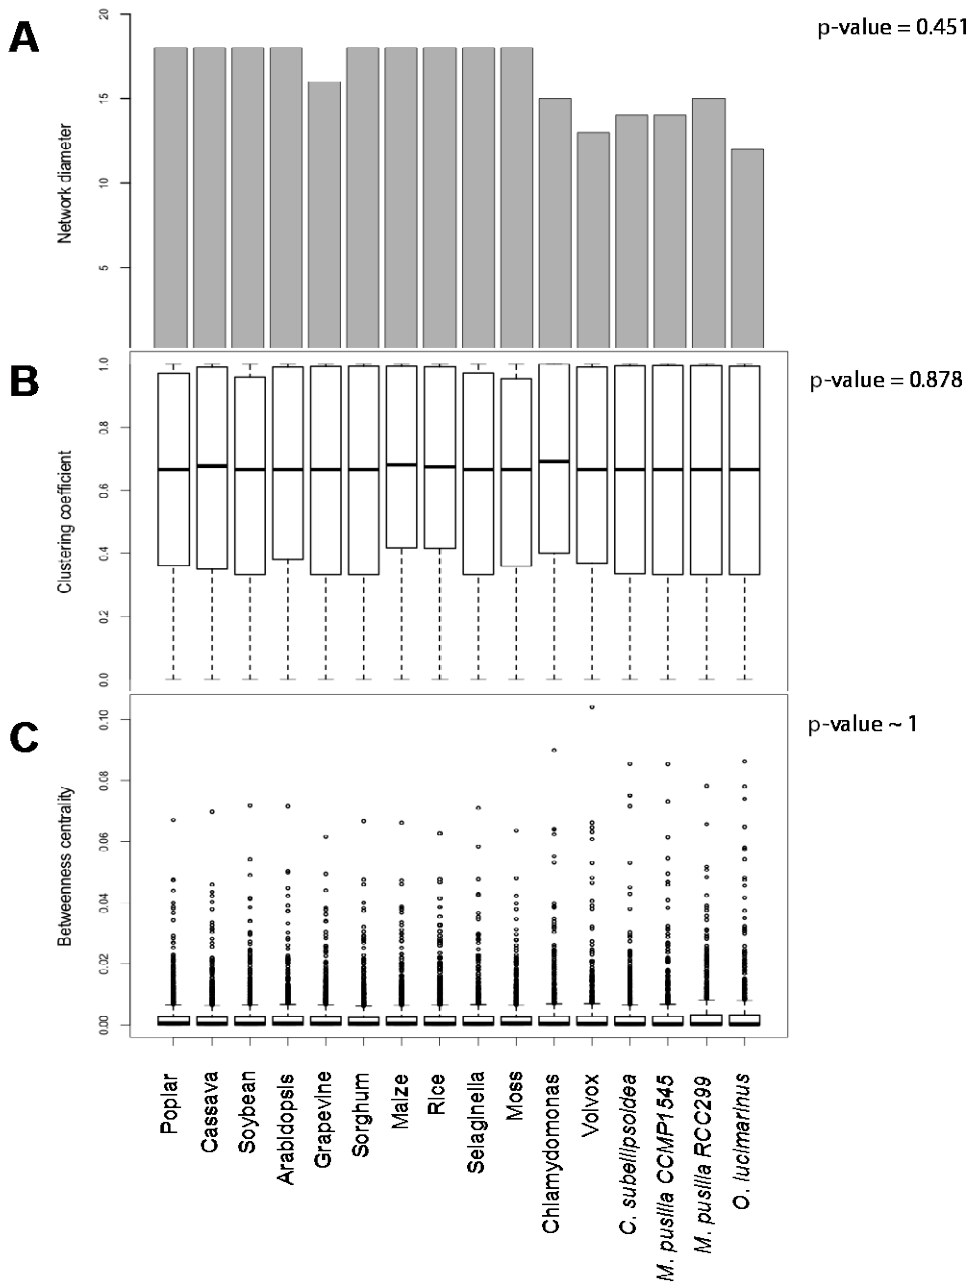 A
p-value = 0.451
20
15
10
5
Network diameter
B
p-value = 0.878
1.0
0.8
0.6
0.4
0.2
0.0
Clustering coefficient
C
p-value ~ 1
0.10
0.08
0.06
0.04
0.02
0.00
Betweenness centrality
Poplar
Cassava
Soybean
Arabidopsis
Grapevine
Sorghum
Maize
Rice
Selaginella
Moss
Chlamydomonas
Volvox
C. subellipsoidea
M. pusilla CCMP1545
M. pusilla RCC299
O. lucimarinus